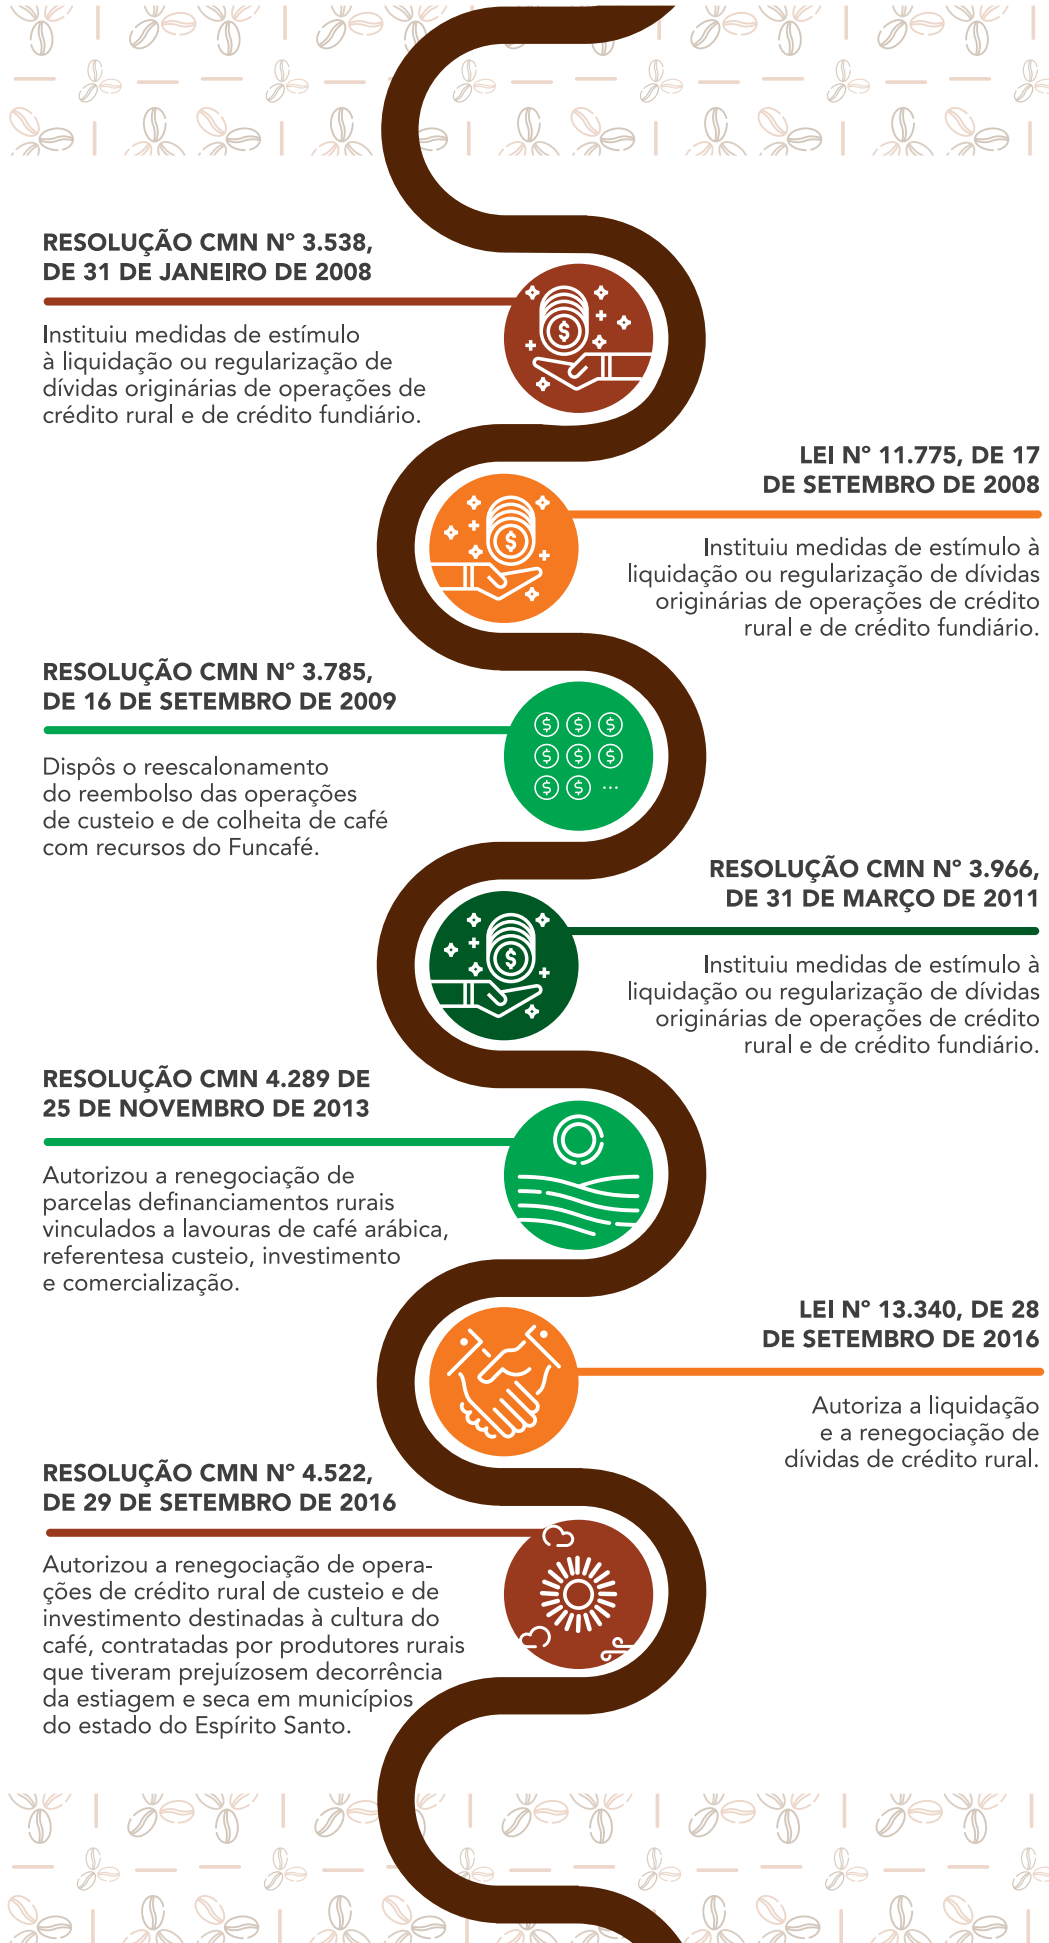 RESOLUÇÃO CMN Nº 3.538,
DE 31 DE JANEIRO DE 2008
Instituiu medidas de estímulo
à liquidação ou regularização de
dívidas originárias de operações de
crédito rural e de crédito fundiário.
LEI Nº 11.775, DE 17
DE SETEMBRO DE 2008
Instituiu medidas de estímulo à
liquidação ou regularização de dívidas
originárias de operações de crédito
rural e de crédito fundiário.
RESOLUÇÃO CMN Nº 3.785,
DE 16 DE SETEMBRO DE 2009
Dispôs o reescalonamento
do reembolso das operações
de custeio e de colheita de café
com recursos do Funcafé.
RESOLUÇÃO CMN Nº 3.966,
DE 31 DE MARÇO DE 2011
Instituiu medidas de estímulo à
liquidação ou regularização de dívidas
originárias de operações de crédito
rural e de crédito fundiário.
RESOLUÇÃO CMN 4.289 DE
25 DE NOVEMBRO DE 2013
Autorizou a renegociação de
parcelas definanciamentos rurais
vinculados a lavouras de café arábica,
referentesa custeio, investimento
e comercialização.
LEI Nº 13.340, DE 28
DE SETEMBRO DE 2016
Autoriza a liquidação
e a renegociação de
dívidas de crédito rural.
RESOLUÇÃO CMN Nº 4.522,
DE 29 DE SETEMBRO DE 2016
Autorizou a renegociação de opera-
ções de crédito rural de custeio e de
investimento destinadas à cultura do
café, contratadas por produtores rurais
que tiveram prejuízosem decorrência
da estiagem e seca em municípios
do estado do Espírito Santo.